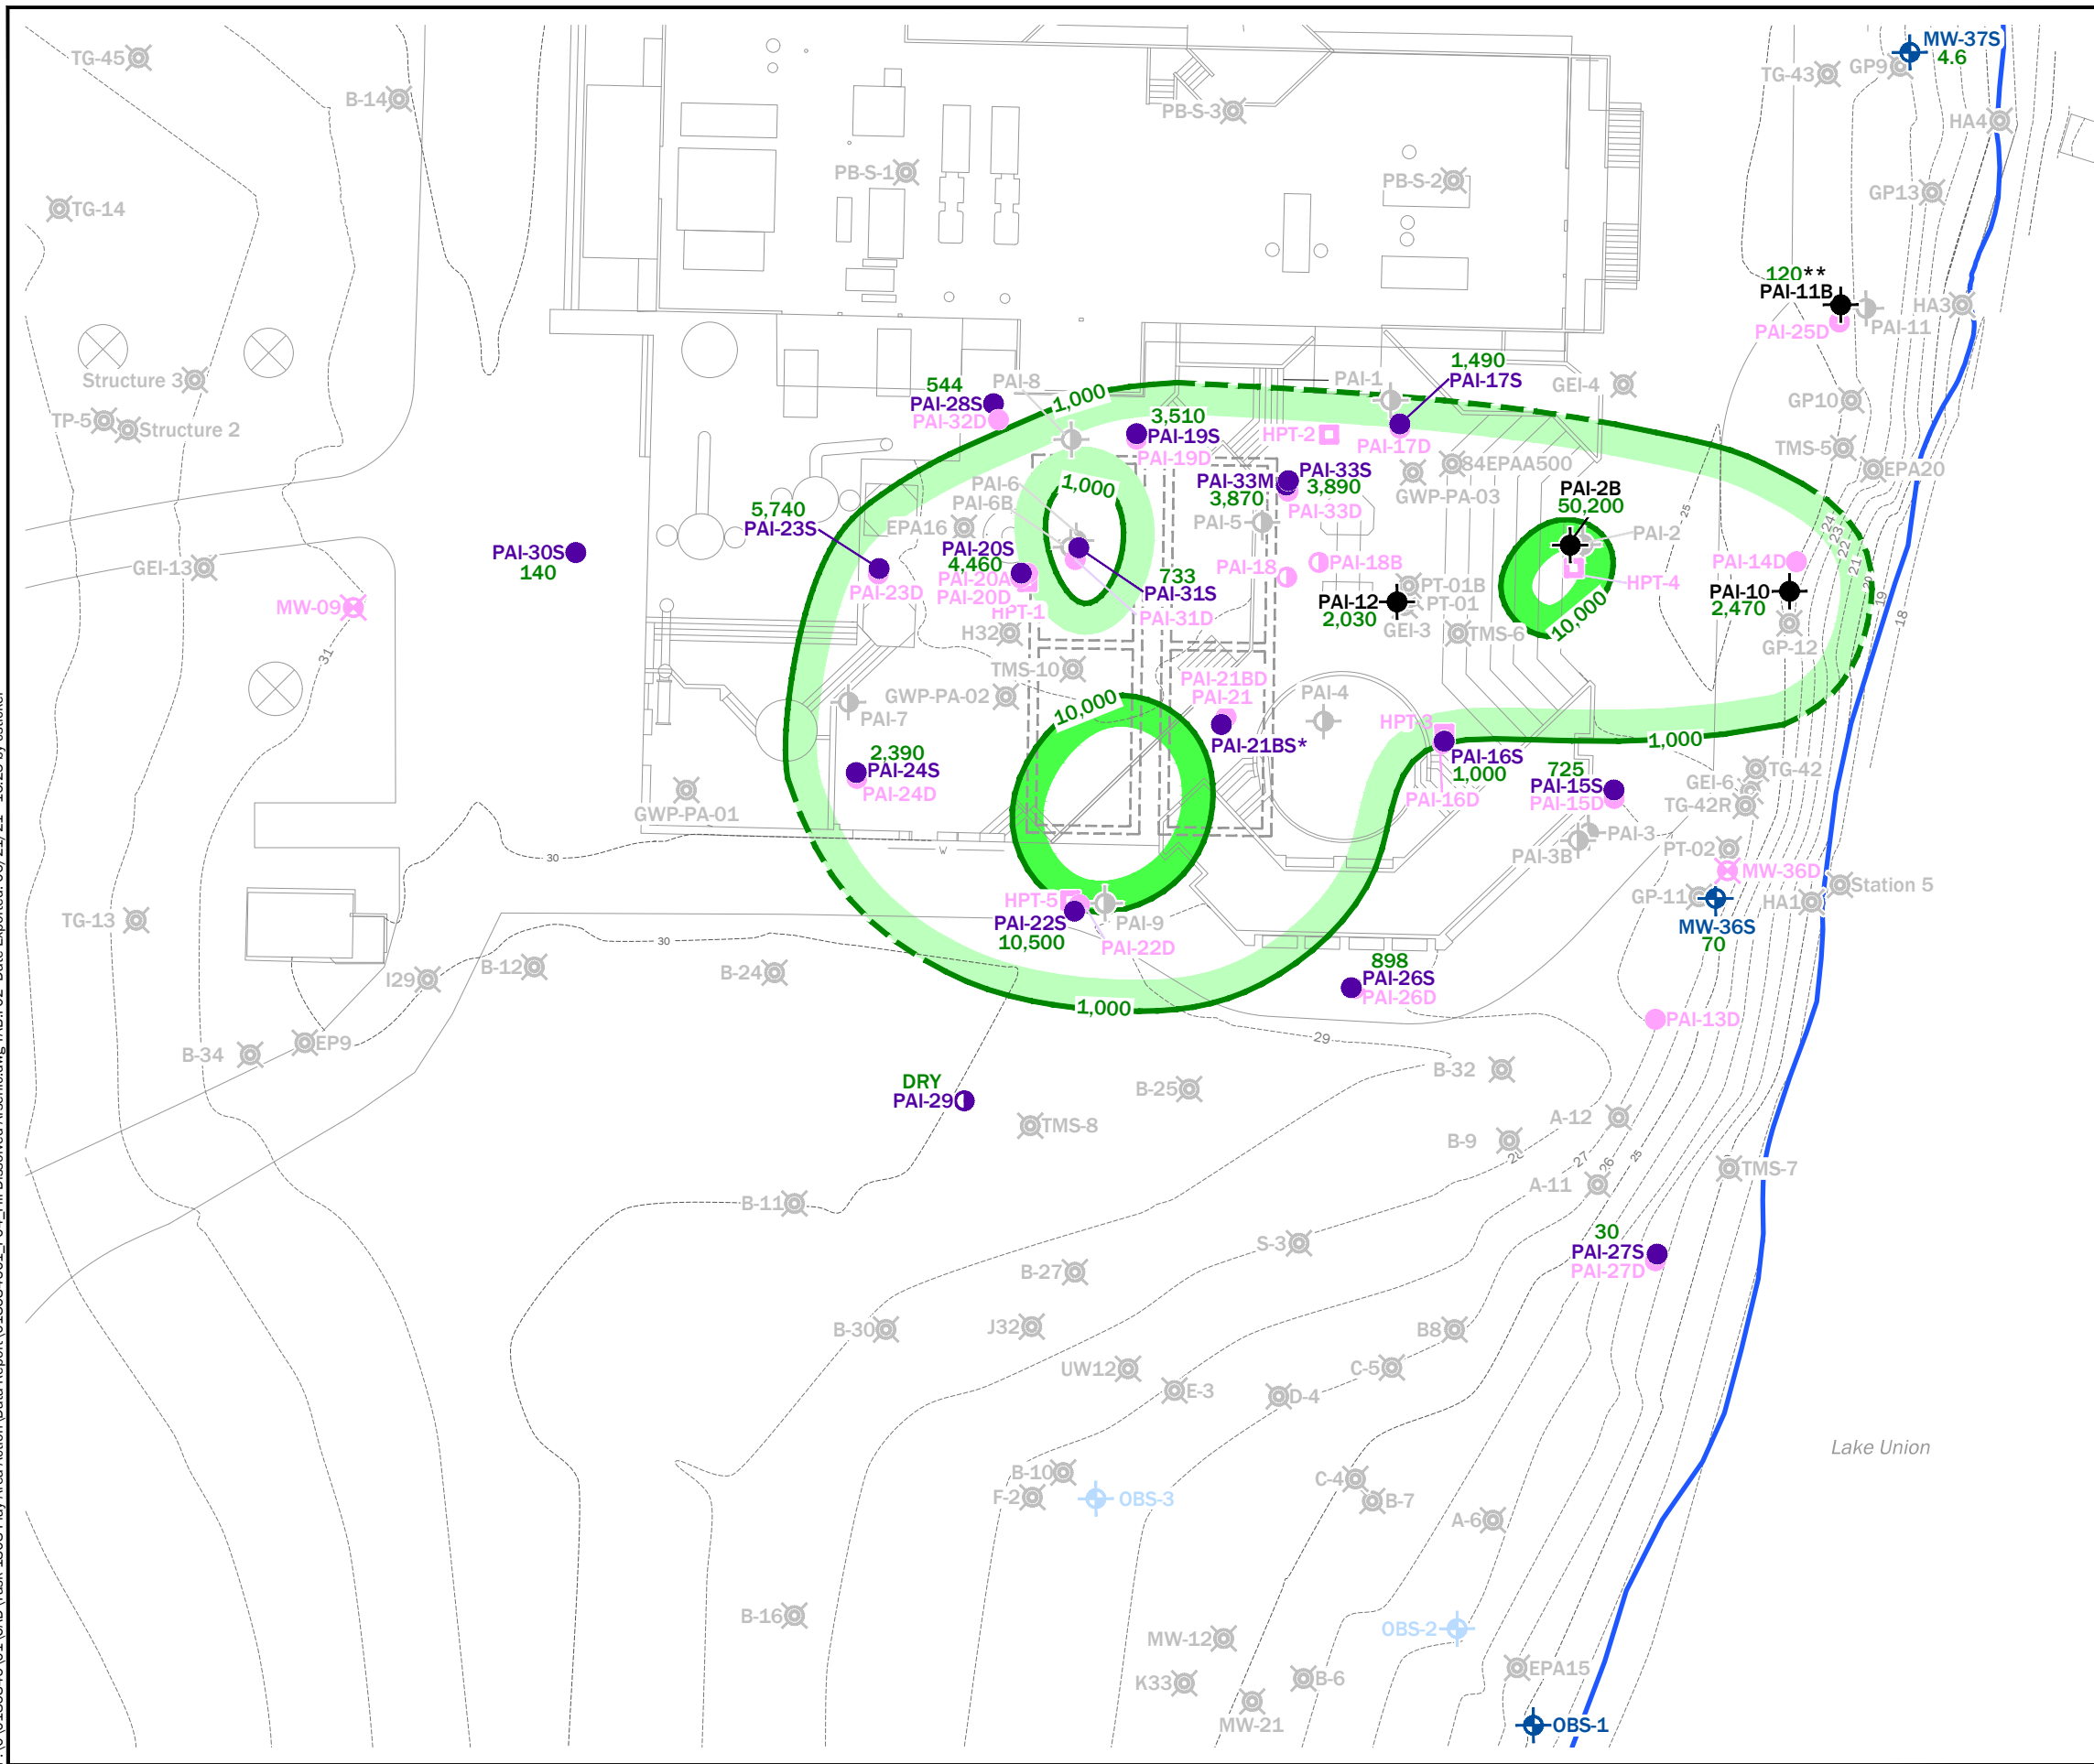 TG-45
B-14
PB-S-3
TG-43
GP9
MW-37S
4.6
HA4
PB-S-1
PB-S-2
GP13
TG-14
120**
PAI-11B
PAI-25D
PAI-11
HA3
Structure 3
TP-5
Structure 2
544
PAI-28S
PAI-32D
PAI-8
1,000
3,510
PAI-19S
PAI-19D
HPT-2
PAI-1
1,490
PAI-17S
PAI-17D
GEI-4
GP10
TMS-5
EPA20
PAI-6
PAI-6B
1,000
PAI-33M
3,870
PAI-33S
3,890
PAI-33D
84EPAA500
GWP-PA-03
PAI-2B
50,200
PAI-2
25
24
23
22
21
20
19
18
5,740
PAI-23S
PAI-23D
EPA16
PAI-20S
4,460
PAI-20A
PAI-20D
HPT-1
733
PAI-31S
PAI-31D
PAI-5
PAI-18
PAI-18B
PT-01B
PT-01
PAI-12
2,030
GEI-3
TMS-6
HPT-4
10,000
PAI-14D
PAI-10
2,470
GP-12
PAI-30S
140
GEI-13
MW-09
31
H32
TMS-10
GWP-PA-02
PAI-21BD
PAI-21
PAI-21BS*
PAI-4
PAI-7
10,000
HPT-3
PAI-16S
1,000
PAI-16D
1,000
725
PAI-15S
PAI-15D
GEI-6
TG-42
TG-42R
2,390
PAI-24S
PAI-24D
GWP-PA-01
30
W
PAI-3
PAI-3B
PT-02
MW-36D
GP-11
MW-36S
70
HA1
Station 5
TG-13
HPT-5
PAI-22S
10,500
PAI-9
PAI-22D
30
I29
B-12
B-24
898
PAI-26S
PAI-26D
1,000
PAI-13D
B-34
EP9
29
B-32
DRY
PAI-29
B-25
TMS-8
A-12
B-9
27
26
25
A-11
TMS-7
B-11
S-3
30
PAI-27S
PAI-27D
B-27
B-30
J32
B8
UW12
C-5
E-3
D-4
Lake Union
B-10
F-2
OBS-3
C-4
B-7
A-6
B-16
MW-12
OBS-2
K33
B-6
EPA15
MW-21
OBS-1